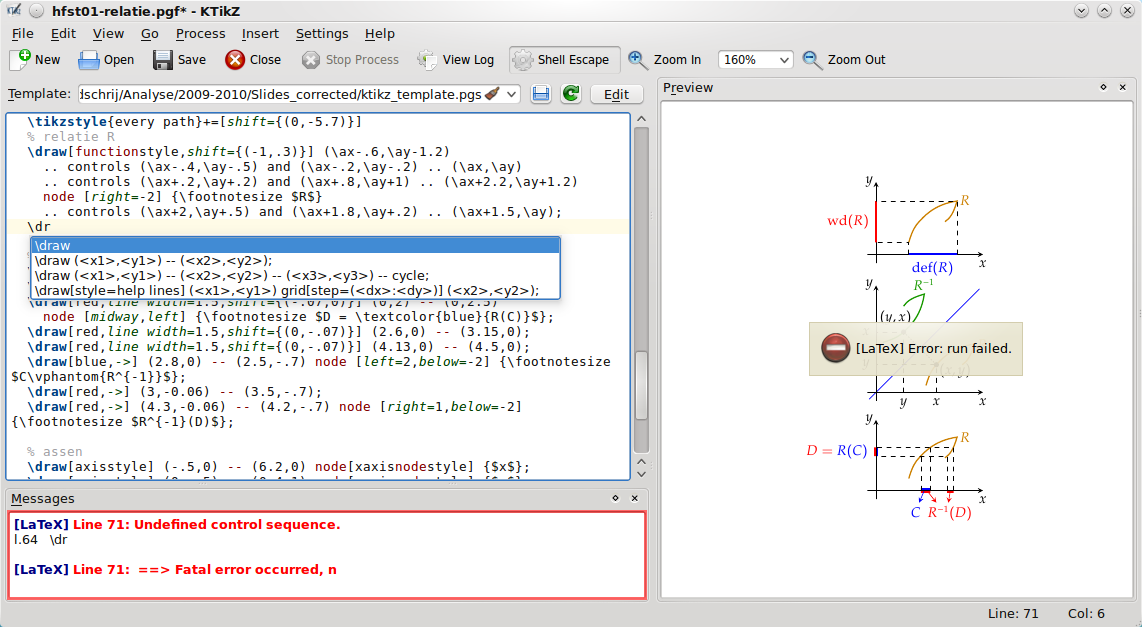 hfst01-relatie.pgf* - KTikZ
File Edit View Go Process Insert Settings Help
New Open Save Close Stop Process View Log Shell Escape Zoom In 160% Zoom Out
Template: dschrij/Analyse/2009-2010/Slides_corrected/ktikz_template.pgs Edit
\tikzstyle{every path}+=[shift={(0,-5.7)}]
% relatie R
\draw[functionstyle,shift={(-1,.3)}] (\ax-.6,\ay-1.2)
.. controls (\ax-.4,\ay-.5) and (\ax-.2,\ay-.2) .. (\ax,\ay)
.. controls (\ax+.2,\ay+.2) and (\ax+.8,\ay+1) .. (\ax+2.2,\ay+1.2)
node [right=-2] {\footnotesize $R$}
.. controls (\ax+2,\ay+.5) and (\ax+1.8,\ay+.2) .. (\ax+1.5,\ay);
\dr
\draw
\draw (<x1>,<y1>) -- (<x2>,<y2>);
\draw (<x1>,<y1>) -- (<x2>,<y2>) -- (<x3>,<y3>) -- cycle;
\draw[style=help lines] (<x1>,<y1>) grid[step=(<dx>:<dy>)] (<x2>,<y2>);
\draw[red,line width=1.5,shift={(-.07,0)}] (0,2) -- (0,2.5)
node [midway,left] {\footnotesize $D = \textcolor{blue}{R(C)}$};
\draw[red,line width=1.5,shift={(0,-.07)}] (2.6,0) -- (3.15,0);
\draw[red,line width=1.5,shift={(0,-.07)}] (4.13,0) -- (4.5,0);
\draw[blue,->] (2.8,0) -- (2.5,-.7) node [left=2,below=-2] {\footnotesize
$C\vphantom{R^{-1}}$};
\draw[red,->] (3,-0.06) -- (3.5,-.7);
\draw[red,->] (4.3,-0.06) -- (4.2,-.7) node [right=1,below=-2]
{\footnotesize $R^{-1}(D)$};
% assen
\draw[axisstyle] (-.5,0) -- (6.2,0) node[xaxisnodestyle] {$x$};
Messages
[LaTeX] Line 71: Undefined control sequence.
l.64 \dr
[LaTeX] Line 71: ==> Fatal error occurred, n
Preview
y
R
wd(R)
def(R)
x
y
R⁻¹
(y, x)
[LaTeX] Error: run failed.
(x, y)
y x x
y
R
D = R(C)
x
C R⁻¹(D)
Line: 71 Col: 6